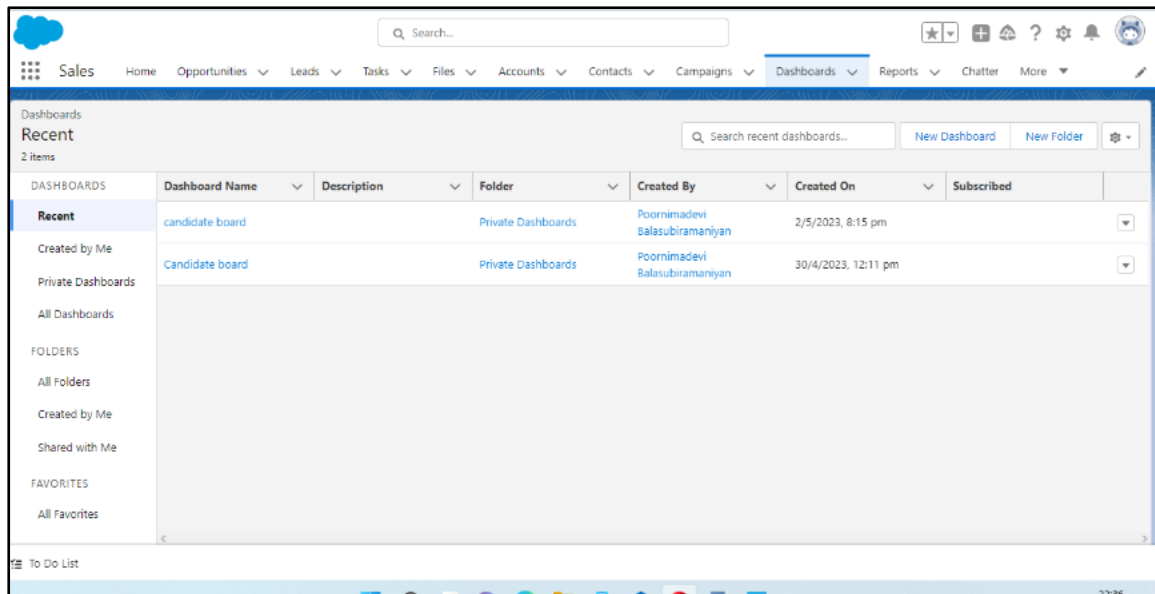 Search...
Sales Home Opportunities Leads Tasks Files Accounts Contacts Campaigns Dashboards Reports Chatter More
Dashboards
Recent
2 items
Search recent dashboards...
New Dashboard New Folder
DASHBOARDS
Recent
Created by Me
Private Dashboards
All Dashboards
FOLDERS
All Folders
Created by Me
Shared with Me
FAVORITES
All Favorites
Dashboard Name Description Folder Created By Created On Subscribed
candidate board Private Dashboards Poornimadevi Balasubiramaniyan 2/5/2023, 8:15 pm
Candidate board Private Dashboards Poornimadevi Balasubiramaniyan 30/4/2023, 12:11 pm
To Do List